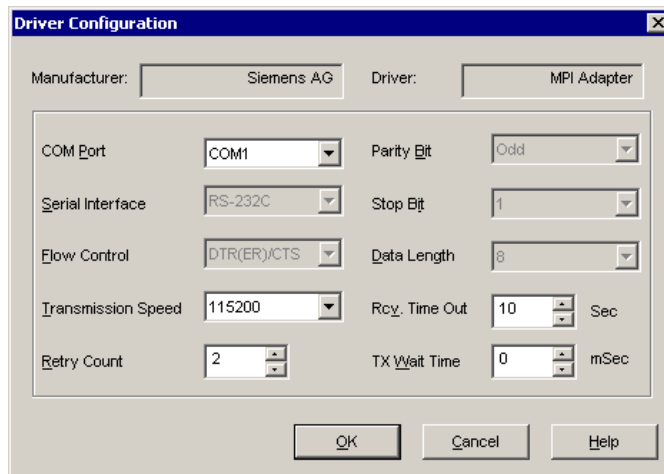 Driver Configuration
Manufacturer: Siemens AG Driver: MPI Adapter
COM Port COM1 Parity Bit Odd
Serial Interface RS-232C Stop Bit 1
Flow Control DTR(ER)/CTS Data Length 8
Transmission Speed 115200 Rcv. Time Out 10 Sec
Retry Count 2 TX Wait Time 0 mSec
OK Cancel Help